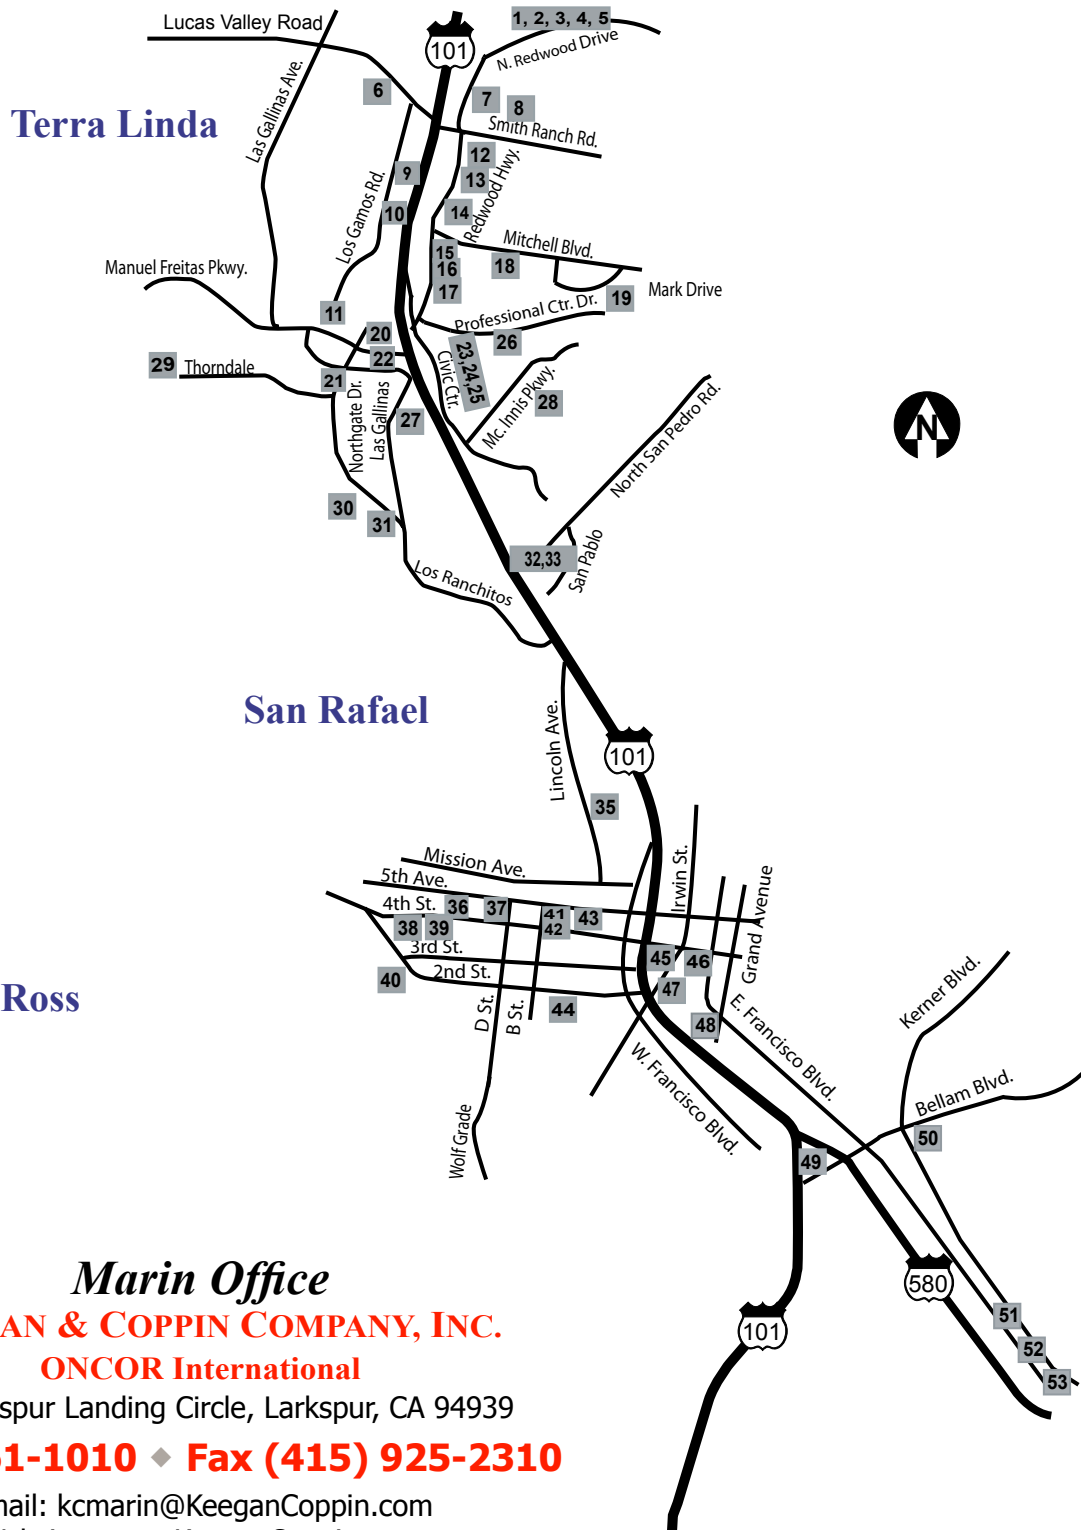 Lucas Valley Road
1, 2, 3, 4, 5
101
N. Redwood Drive
6
7
8
Terra Linda
Las Gallinas Ave.
Smith Ranch Rd.
12
9
13
Los Gamos Rd.
10
14
Redwood Hwy.
15
Mitchell Blvd.
16
18
Manuel Freitas Pkwy.
17
19
Mark Drive
11
Professional Ctr. Dr.
20
26
22
29
Thorndale
21
Civic Ctr.
23,24,25
Northgate Dr.
Las Gallinas
27
28
Mc. Innis Pkwy.
North San Pedro Rd.
N
30
31
32,33
San Pablo
Los Ranchitos
San Rafael
Lincoln Ave.
101
35
Mission Ave.
Irwin St.
5th Ave.
4th St.
36
37
41
43
38
39
42
Grand Avenue
3rd St.
45
46
40
2nd St.
47
Ross
44
D St.
B St.
48
E. Francisco Blvd.
Kerner Blvd.
W. Francisco Blvd.
Bellam Blvd.
50
Wolf Grade
49
Marin Office
580
AN & COPPIN COMPANY, INC.
51
101
52
ONCOR International
53
spur Landing Circle, Larkspur, CA 94939
1-1010 ◆ Fax (415) 925-2310
ail: kcmarin@KeeganCoppin.com